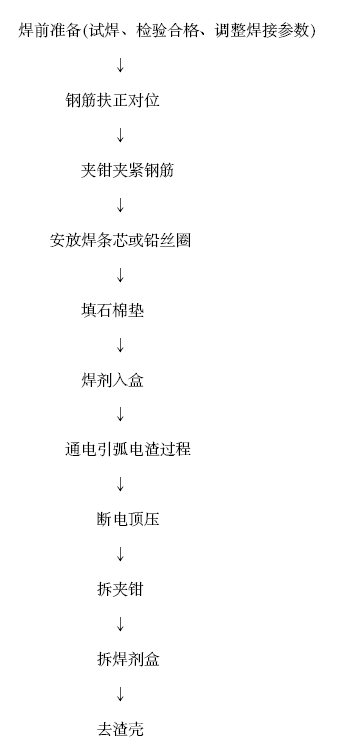 焊前准备(试焊、检验合格、调整焊接参数)
↓
钢筋扶正对位
↓
夹钳夹紧钢筋
↓
安放焊条芯或铅丝圈
↓
填石棉垫
↓
焊剂入盒
↓
通电引弧电渣过程
↓
断电顶压
↓
拆夹钳
↓
拆焊剂盒
↓
去渣壳